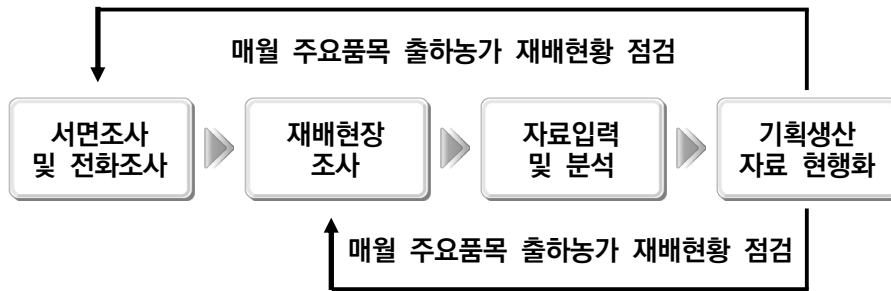 매월 주요품목 출하농가 재배현황 점검
서면조사
및 전화조사
재배현장
조사
자료입력
및 분석
기획생산
자료 현행화
매월 주요품목 출하농가 재배현황 점검